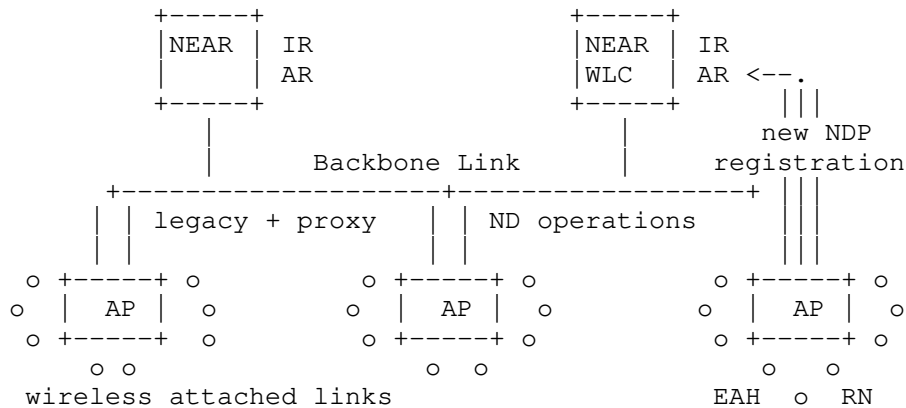 NEAR IR NEAR IR
AR WLC AR <--.
new NDP
Backbone Link registration
legacy + proxy ND operations
o o o o o o
o AP o o AP o o AP o
o o o o o o
o o o o o o
wireless attached links EAH o RN